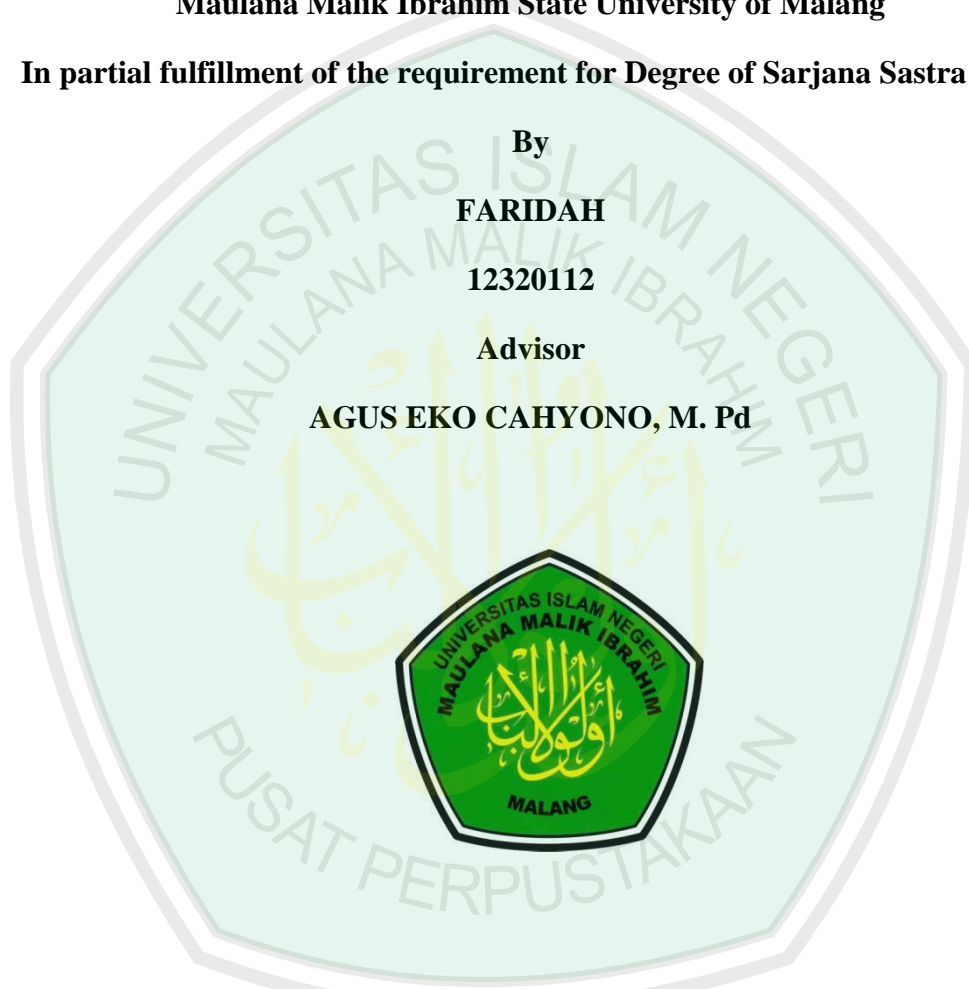 Maulana Malik Ibrahim State University of Malang
In partial fulfillment of the requirement for Degree of Sarjana Sastra
By
FARIDAH
12320112
Advisor
AGUS EKO CAHYONO, M. Pd
UNIVERSITAS ISLAM NEGERI
MAULANA MALIK IBRAHIM
PUSAT PERPUSTAKAAN
UNIVERSITAS ISLAM NEGERI
MAULANA MALIK IBRAHIM
أولوا الألباب
MALANG